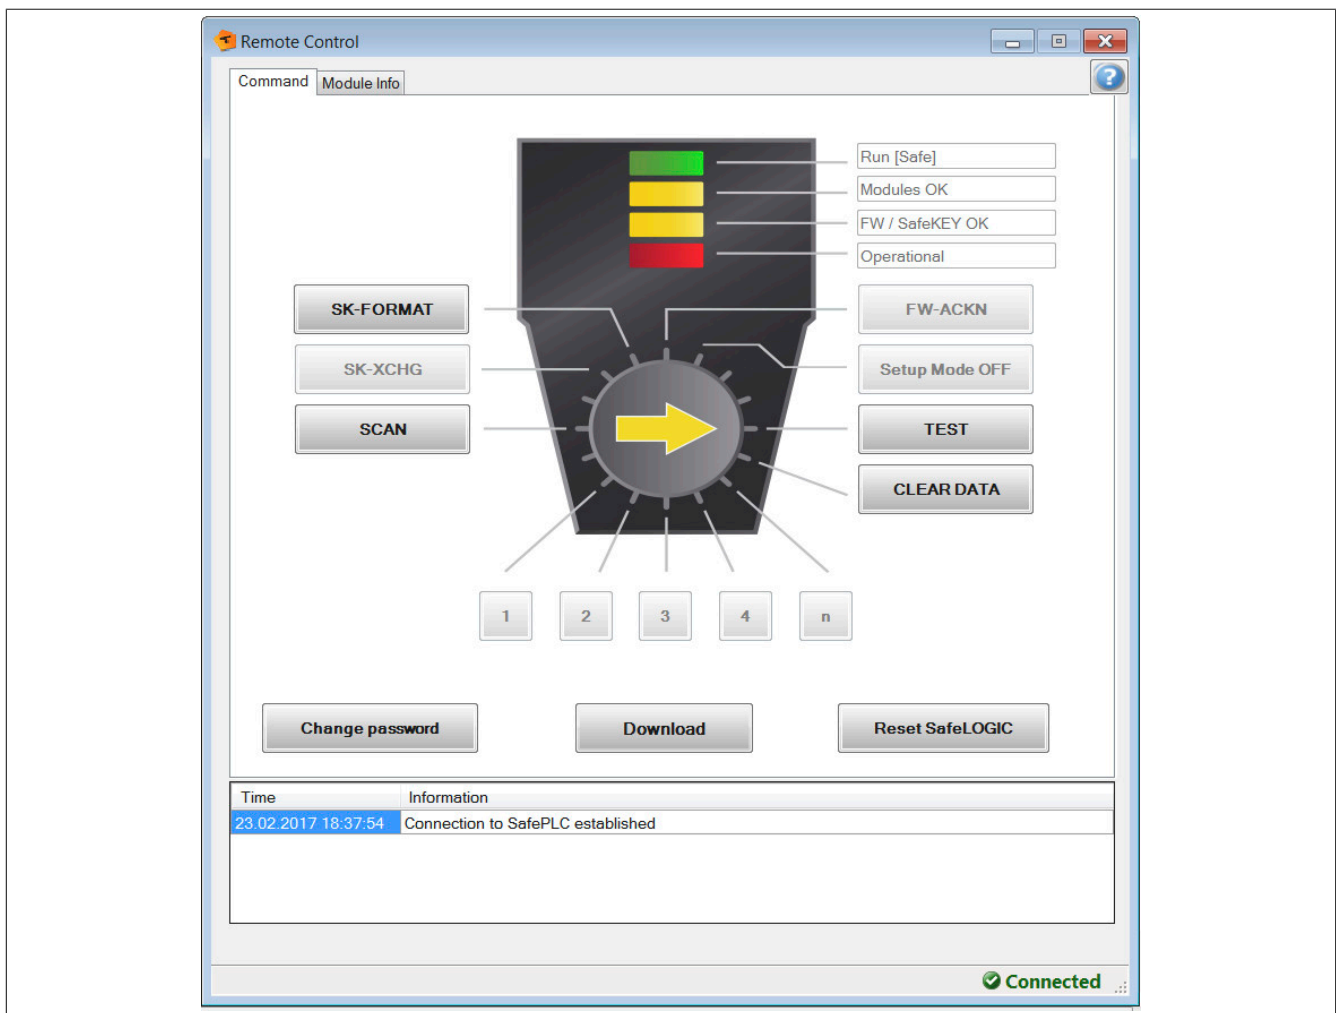 Remote Control
Command Module Info
Run [Safe]
Modules OK
FW / SafeKEY OK
Operational
SK-FORMAT
FW-ACKN
SK-XCHG
Setup Mode OFF
SCAN
TEST
CLEAR DATA
1 2 3 4 n
Change password
Download
Reset SafeLOGIC
Time Information
23.02.2017 18:37:54 Connection to SafePLC established
Connected